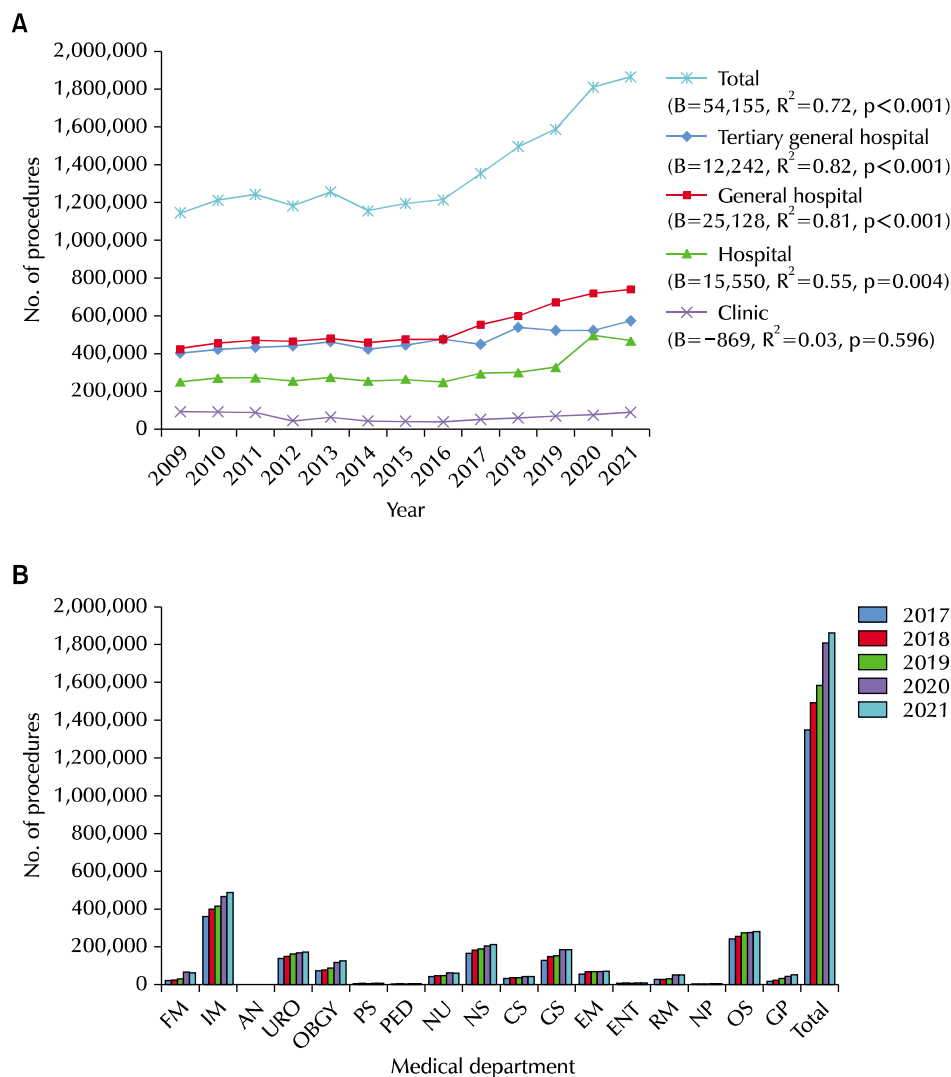 A
2,000,000
1,800,000
1,600,000
1,400,000
1,200,000
1,000,000
800,000
600,000
400,000
200,000
0
No. of procedures
2009 2010 2011 2012 2013 2014 2015 2016 2017 2018 2019 2020 2021
Year
Total
(B=54,155, R²=0.72, p<0.001)
Tertiary general hospital
(B=12,242, R²=0.82, p<0.001)
General hospital
(B=25,128, R²=0.81, p<0.001)
Hospital
(B=15,550, R²=0.55, p=0.004)
Clinic
(B=−869, R²=0.03, p=0.596)
B
2,000,000
1,800,000
1,600,000
1,400,000
1,200,000
1,000,000
800,000
600,000
400,000
200,000
0
No. of procedures
FM IM AN URO OBGY PS PED NU NS CS GS EM ENT RM NP OS GP Total
Medical department
2017
2018
2019
2020
2021